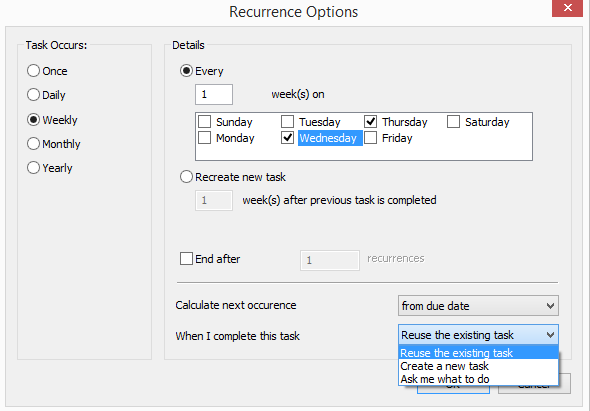 Recurrence Options
Task Occurs:
Once
Daily
Weekly
Monthly
Yearly
Details
Every
1 week(s) on
Sunday Tuesday Thursday Saturday
Monday Wednesday Friday
Recreate new task
1 week(s) after previous task is completed
End after 1 recurrences
Calculate next occurence from due date
When I complete this task Reuse the existing task
Reuse the existing task
Create a new task
Ask me what to do